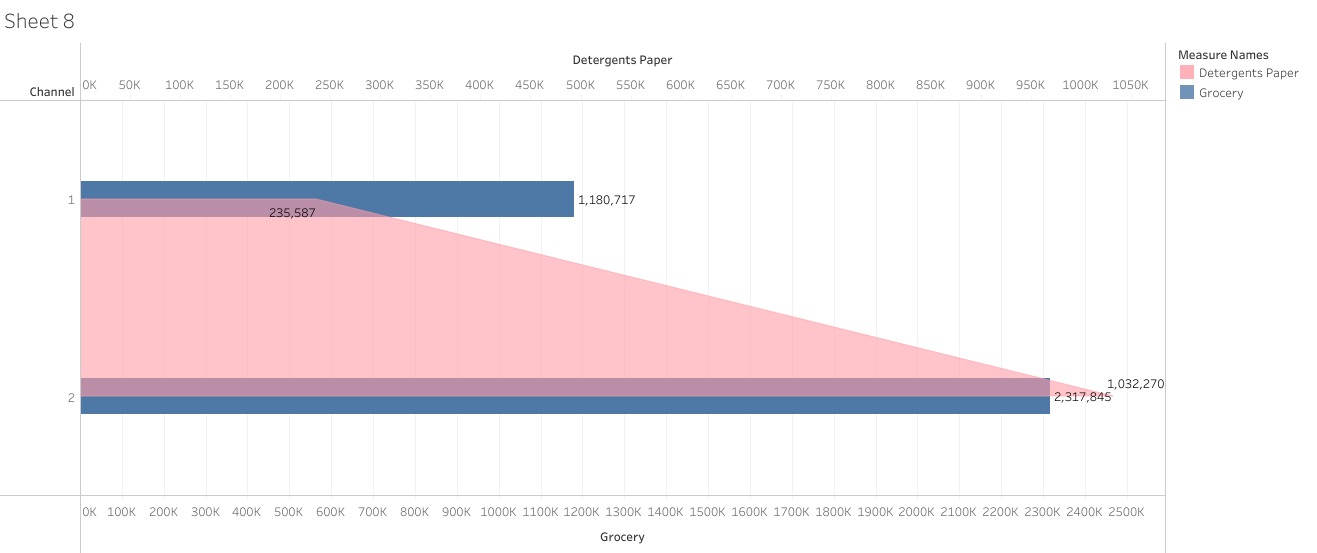 Sheet 8
Detergents Paper
0K 50K 100K 150K 200K 250K 300K 350K 400K 450K 500K 550K 600K 650K 700K 750K 800K 850K 900K 950K 1000K 1050K
Channel
1
1,180,717
235,587
2
1,032,270
2,317,845
0K 100K 200K 300K 400K 500K 600K 700K 800K 900K 1000K 1100K 1200K 1300K 1400K 1500K 1600K 1700K 1800K 1900K 2000K 2100K 2200K 2300K 2400K 2500K
Grocery
Measure Names
Detergents Paper
Grocery